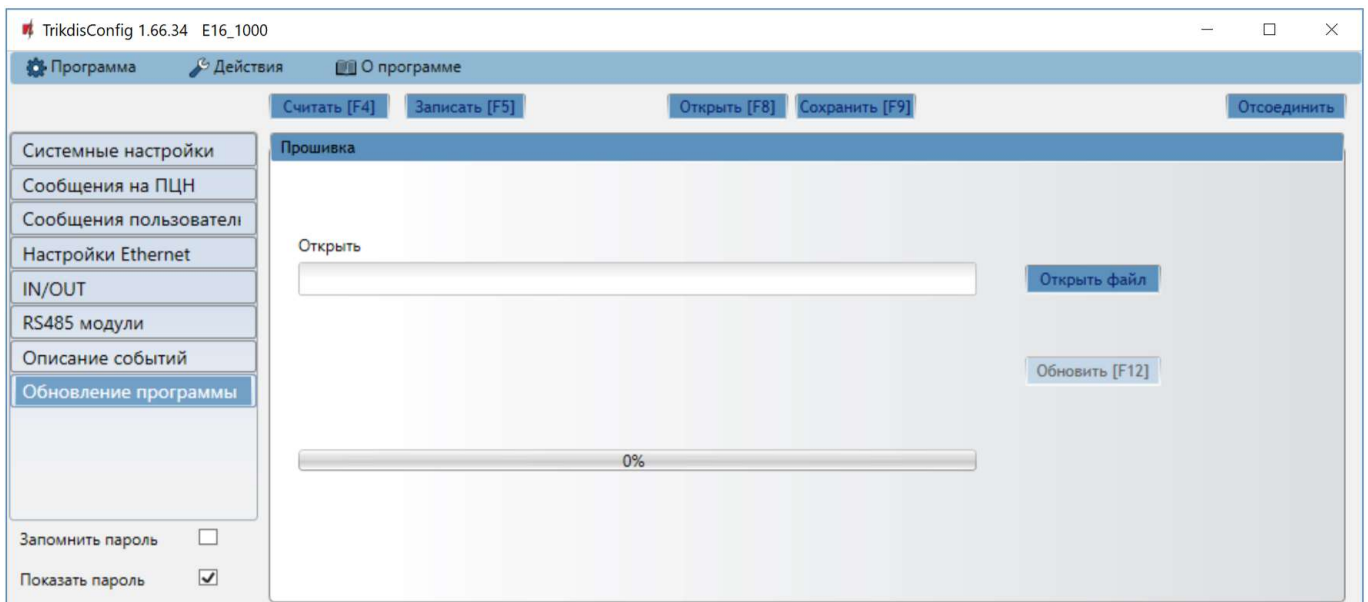 TrikdisConfig 1.66.34 E16_1000
Программа Действия О программе
Считать [F4] Записать [F5] Открыть [F8] Сохранить [F9] Отсоединить
Системные настройки
Сообщения на ПЦН
Сообщения пользовател
Настройки Ethernet
IN/OUT
RS485 модули
Описание событий
Обновление программы
Запомнить пароль
Показать пароль
Прошивка
Открыть
Открыть файл
Обновить [F12]
0%